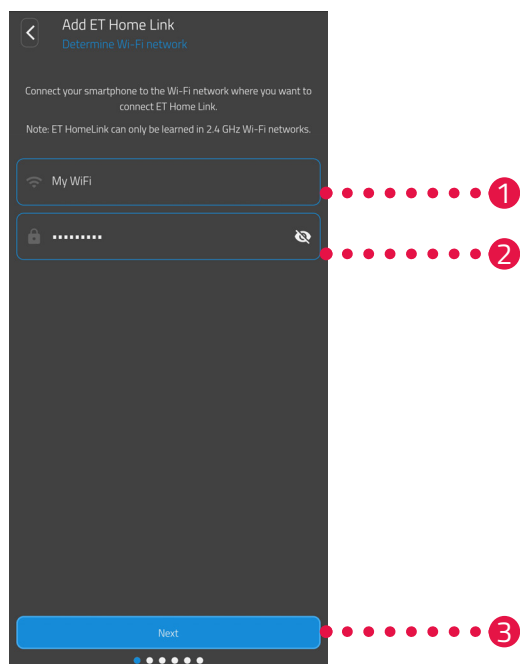 Add ET Home Link
Determine Wi-Fi network
Connect your smartphone to the Wi-Fi network where you want to
connect ET Home Link.
Note: ET HomeLink can only be learned in 2.4 GHz Wi-Fi networks.
My WiFi
1
•••••••••
2
Next
3